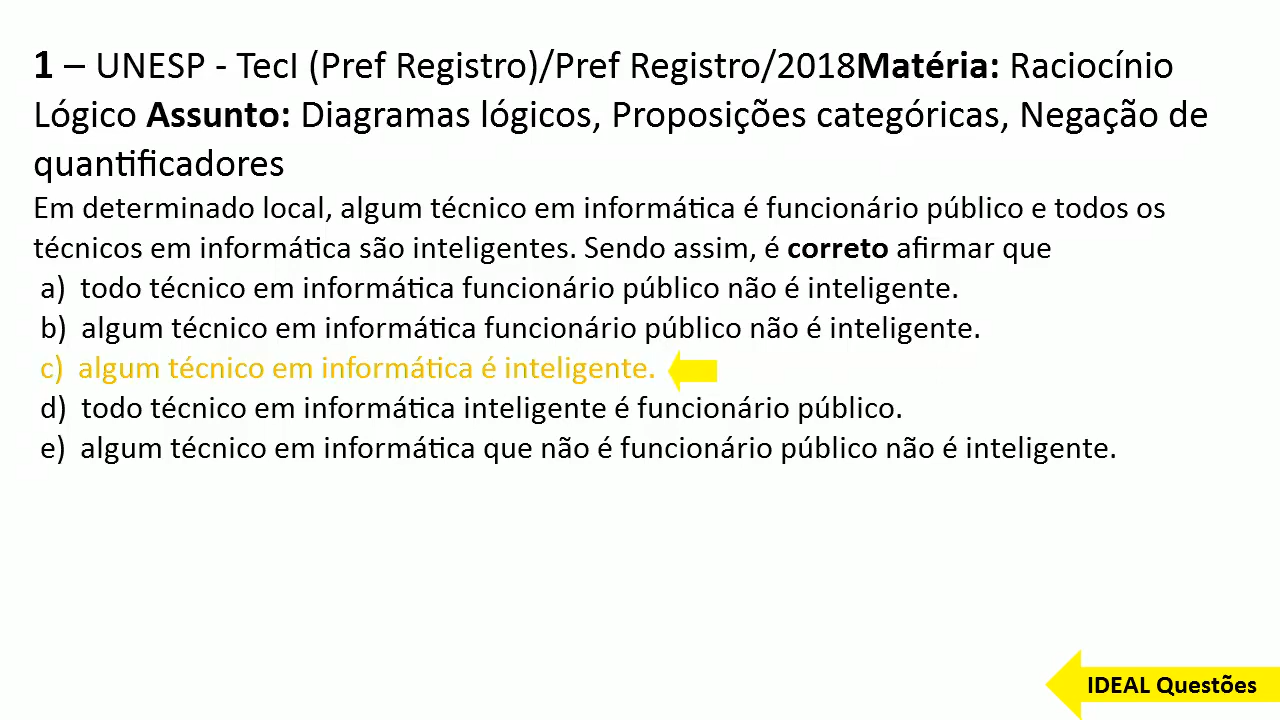 1 – UNESP - TecI (Pref Registro)/Pref Registro/2018Matéria: Raciocínio
Lógico Assunto: Diagramas lógicos, Proposições categóricas, Negação de
quantificadores
Em determinado local, algum técnico em informática é funcionário público e todos os
técnicos em informática são inteligentes. Sendo assim, é correto afirmar que
a) todo técnico em informática funcionário público não é inteligente.
b) algum técnico em informática funcionário público não é inteligente.
c) algum técnico em informática é inteligente.
d) todo técnico em informática inteligente é funcionário público.
e) algum técnico em informática que não é funcionário público não é inteligente.
IDEAL Questões